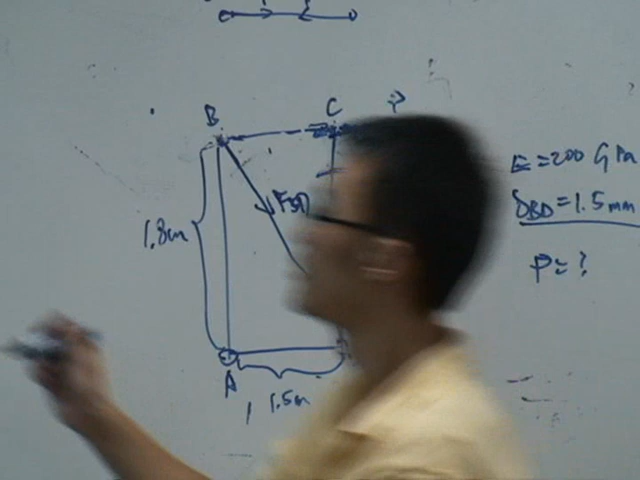 B
C
P
E = 200 GPa
F_BD
δ_BD = 1.5 mm
1.8m
P = ?
A
1.5m